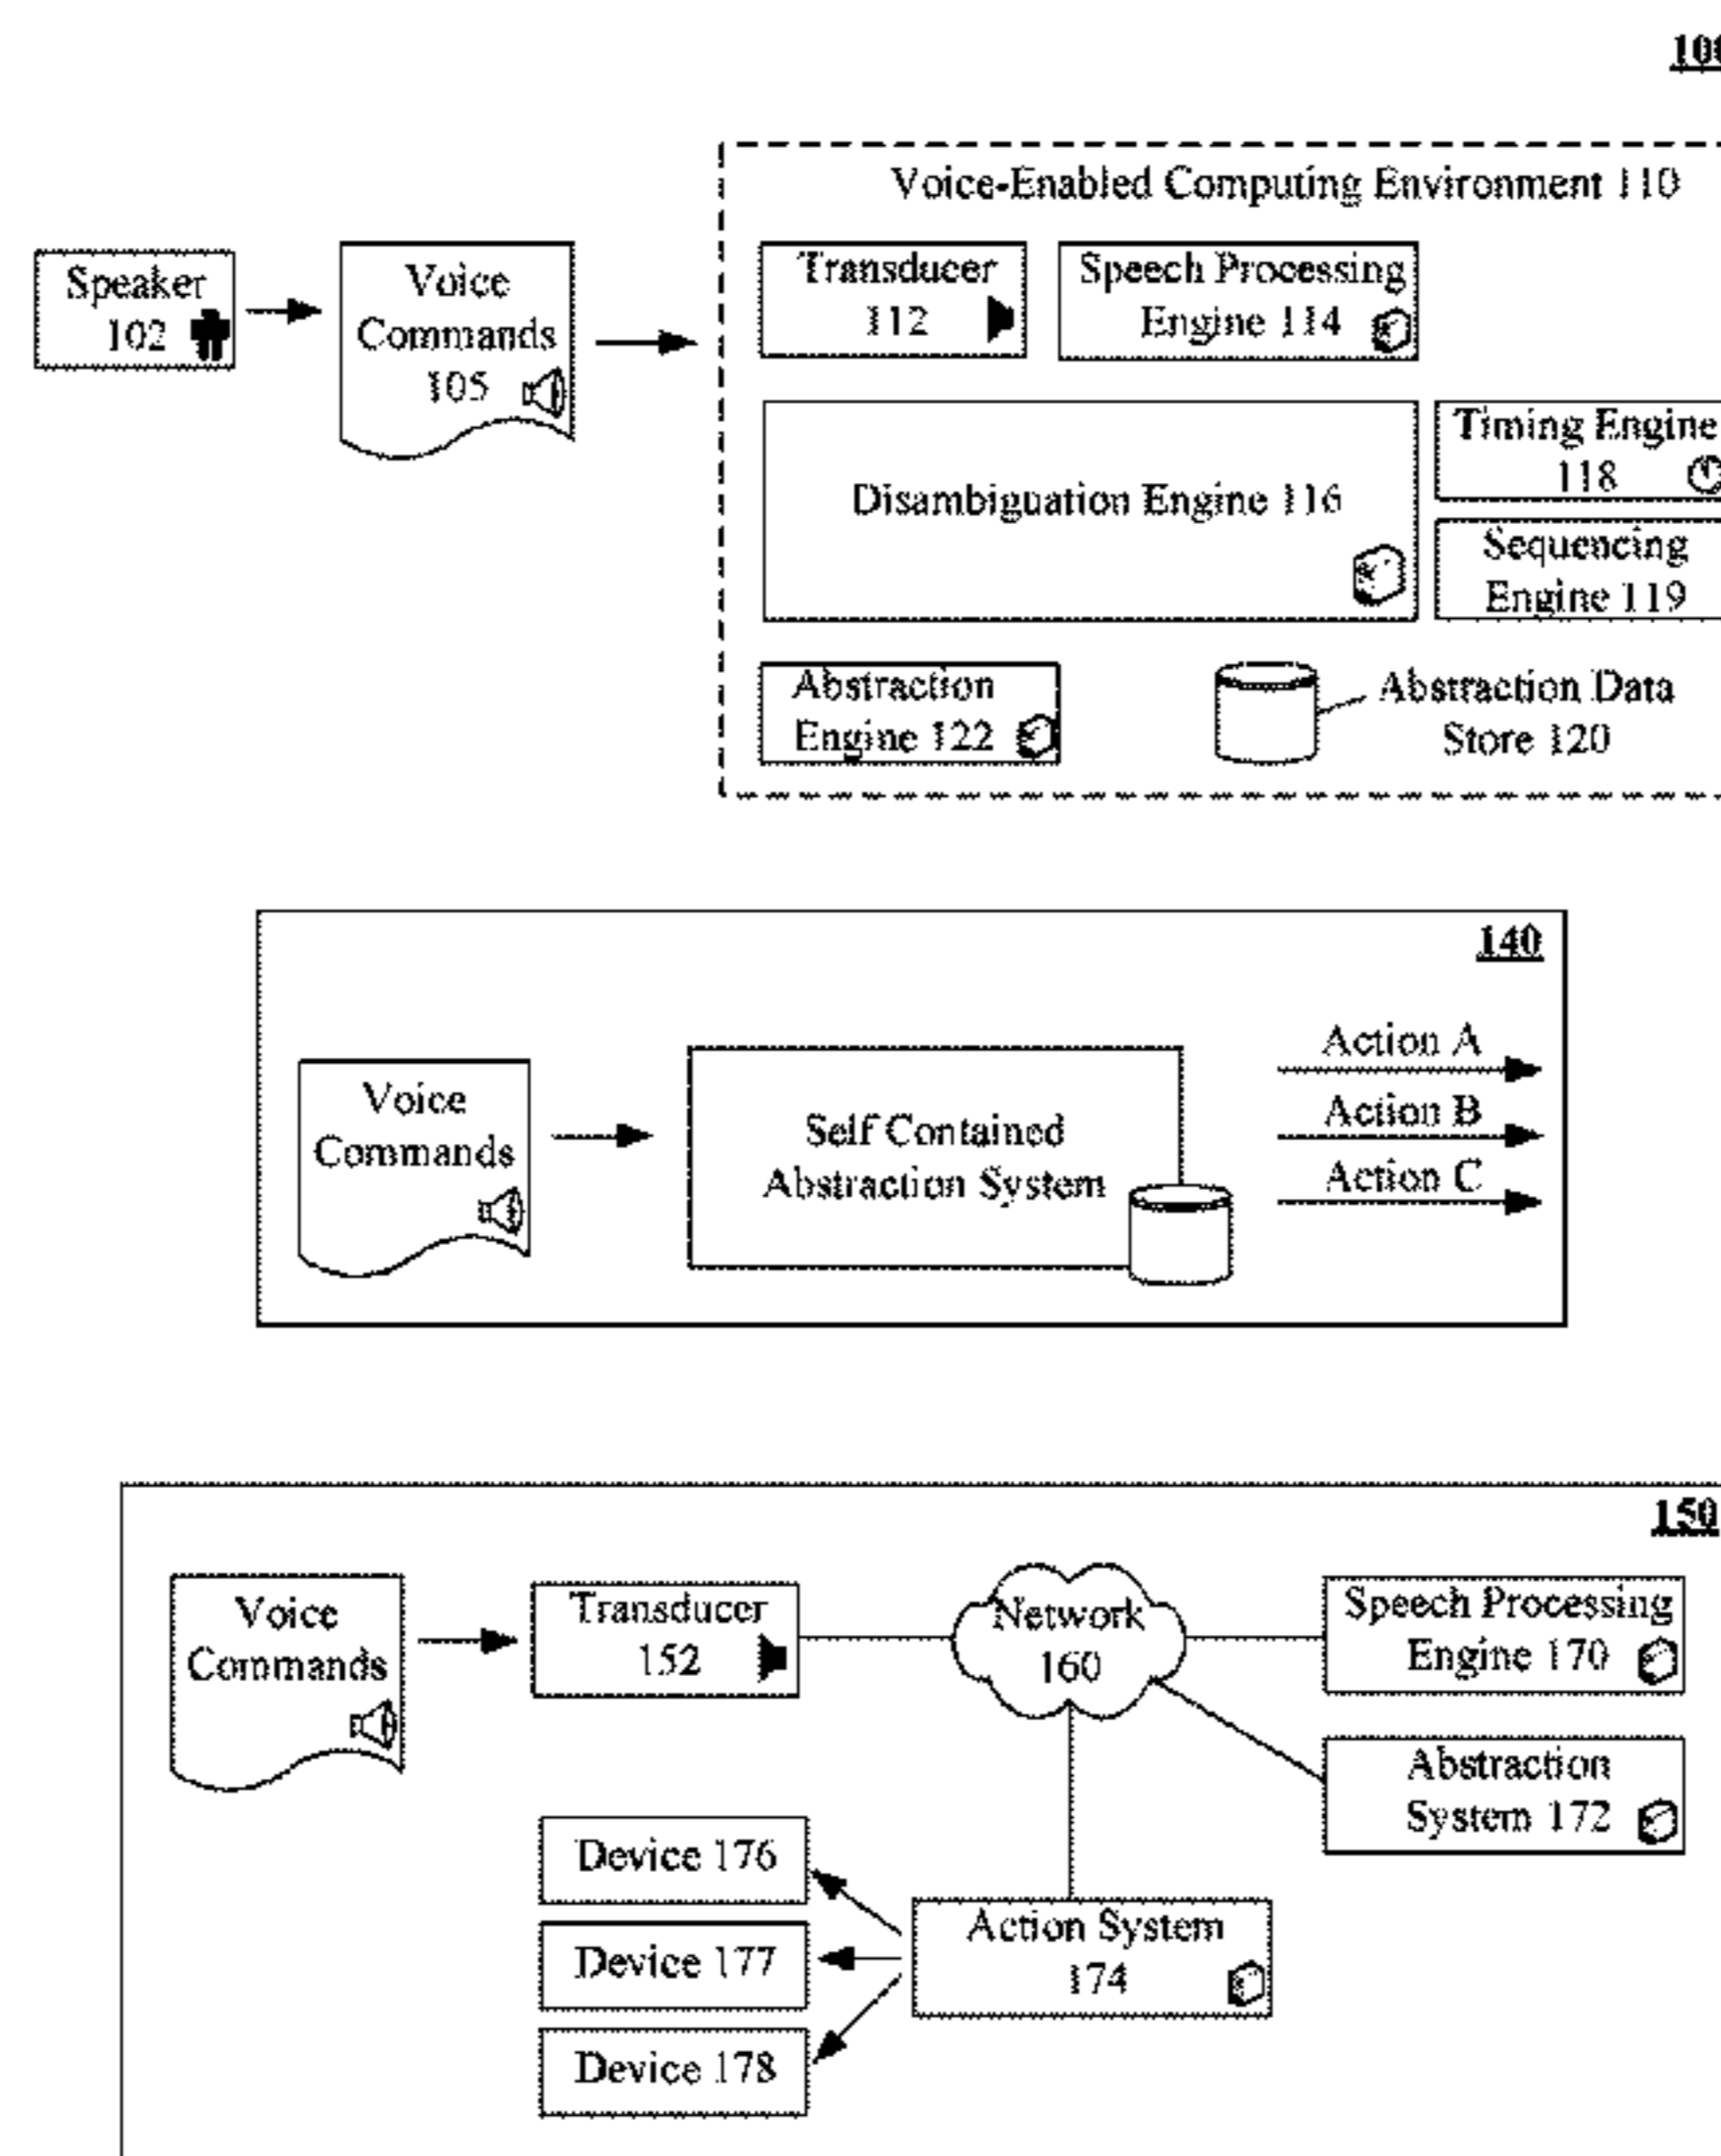 100
Voice-Enabled Computing Environment 110
Speaker
102
Voice
Commands
105
Transducer
112
Speech Processing
Engine 114
Disambiguation Engine 116
Timing Engine
118
Sequencing
Engine 119
Abstraction
Engine 122
Abstraction Data
Store 120
140
Voice
Commands
Self Contained
Abstraction System
Action A
Action B
Action C
150
Voice
Commands
Transducer
152
Network
160
Speech Processing
Engine 170
Abstraction
System 172
Device 176
Device 177
Device 178
Action System
174